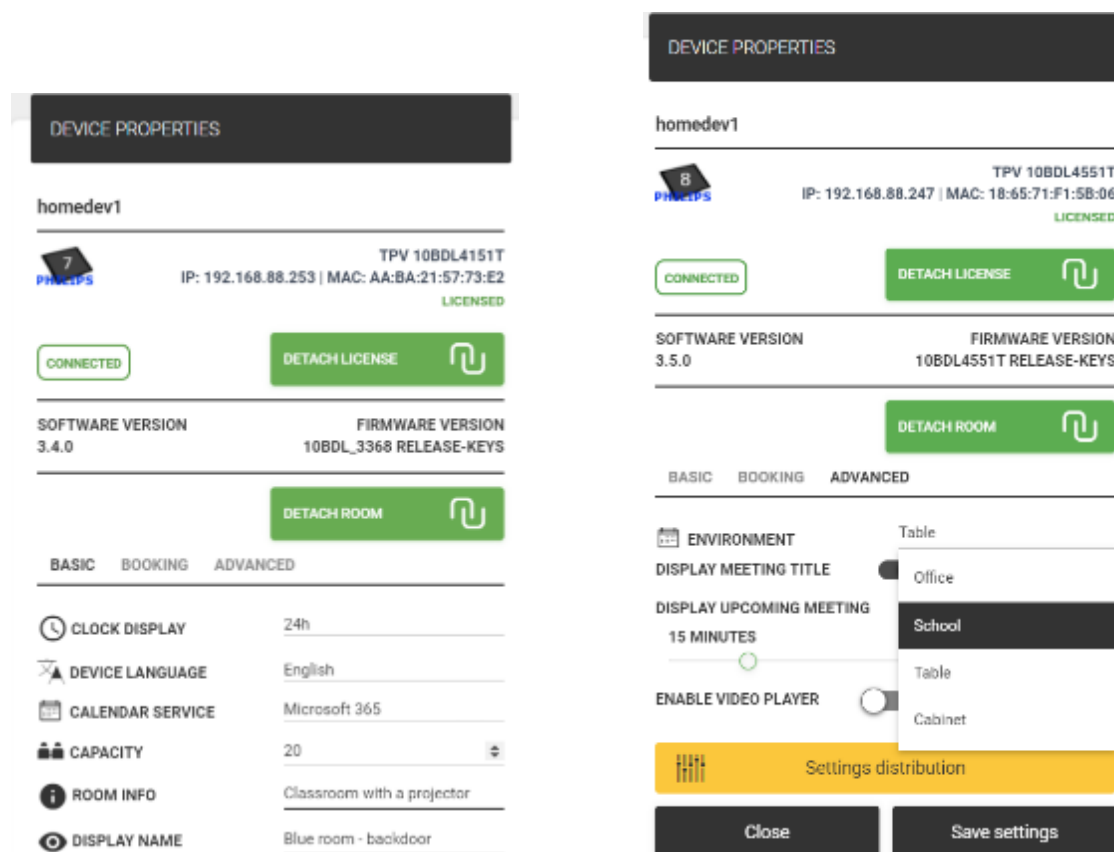 DEVICE PROPERTIES
homedev1
7
PHILIPS
TPV 10BDL4151T
IP: 192.168.88.253 | MAC: AA:BA:21:57:73:E2
LICENSED
CONNECTED
DETACH LICENSE
SOFTWARE VERSION FIRMWARE VERSION
3.4.0 10BDL_3368 RELEASE-KEYS
DETACH ROOM
BASIC BOOKING ADVANCED
CLOCK DISPLAY 24h
DEVICE LANGUAGE English
CALENDAR SERVICE Microsoft 365
CAPACITY 20
ROOM INFO Classroom with a projector
DISPLAY NAME Blue room - backdoor
DEVICE PROPERTIES
homedev1
8
PHILIPS
TPV 10BDL4551T
IP: 192.168.88.247 | MAC: 18:65:71:F1:5B:06
LICENSED
CONNECTED
DETACH LICENSE
SOFTWARE VERSION FIRMWARE VERSION
3.5.0 10BDL4551T RELEASE-KEYS
DETACH ROOM
BASIC BOOKING ADVANCED
ENVIRONMENT Table
DISPLAY MEETING TITLE
Office
DISPLAY UPCOMING MEETING
School
15 MINUTES
Table
ENABLE VIDEO PLAYER
Cabinet
Settings distribution
Close Save settings